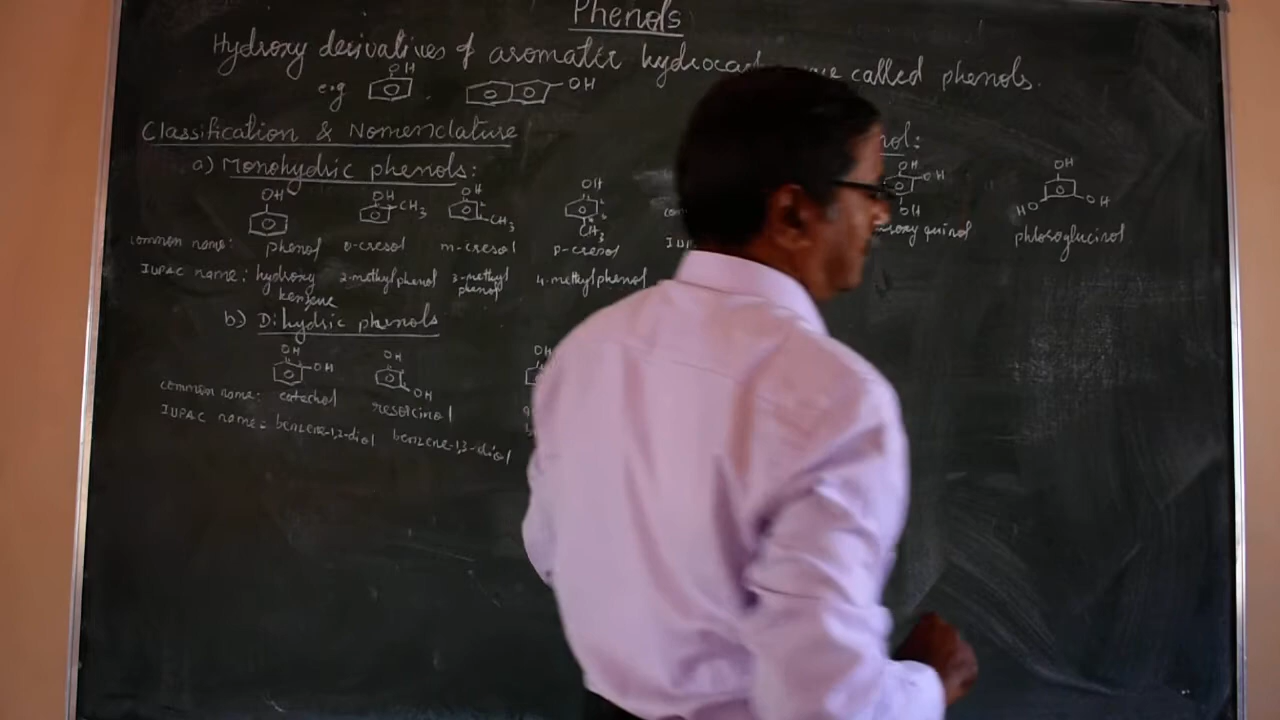 Phenols
Hydroxy derivatives of aromatic are called phenols.
e.g OH OH
Classification & Nomenclature
a) Monohydric phenols:
OH OH CH3 OH CH3 OH CH3
common name: phenol o-cresol m-cresol p-cresol
IUPAC name: hydroxy benzene 2-methylphenol 3-methyl phenol 4-methylphenol
b) Dihydric phenols
OH OH OH OH OH
common name: catechol resorcinol
IUPAC name = benzene-1,2-diol benzene-1,3-diol
OH OH OH
OH HO OH
quinol phloroglucinol